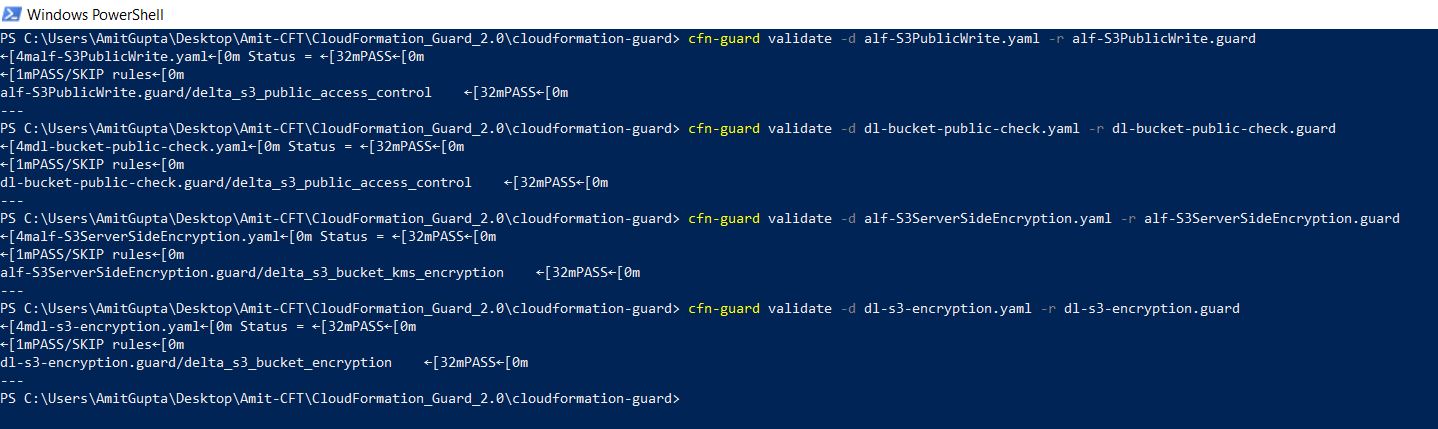 Windows PowerShell
PS C:\Users\AmitGupta\Desktop\Amit-CFT\CloudFormation_Guard_2.0\cloudformation-guard> cfn-guard validate -d alf-S3PublicWrite.yaml -r alf-S3PublicWrite.guard
←[4malf-S3PublicWrite.yaml←[0m Status = ←[32mPASS←[0m
←[1mPASS/SKIP rules←[0m
alf-S3PublicWrite.guard/delta_s3_public_access_control    ←[32mPASS←[0m
---
PS C:\Users\AmitGupta\Desktop\Amit-CFT\CloudFormation_Guard_2.0\cloudformation-guard> cfn-guard validate -d dl-bucket-public-check.yaml -r dl-bucket-public-check.guard
←[4mdl-bucket-public-check.yaml←[0m Status = ←[32mPASS←[0m
←[1mPASS/SKIP rules←[0m
dl-bucket-public-check.guard/delta_s3_public_access_control    ←[32mPASS←[0m
---
PS C:\Users\AmitGupta\Desktop\Amit-CFT\CloudFormation_Guard_2.0\cloudformation-guard> cfn-guard validate -d alf-S3ServerSideEncryption.yaml -r alf-S3ServerSideEncryption.guard
←[4malf-S3ServerSideEncryption.yaml←[0m Status = ←[32mPASS←[0m
←[1mPASS/SKIP rules←[0m
alf-S3ServerSideEncryption.guard/delta_s3_bucket_kms_encryption    ←[32mPASS←[0m
---
PS C:\Users\AmitGupta\Desktop\Amit-CFT\CloudFormation_Guard_2.0\cloudformation-guard> cfn-guard validate -d dl-s3-encryption.yaml -r dl-s3-encryption.guard
←[4mdl-s3-encryption.yaml←[0m Status = ←[32mPASS←[0m
←[1mPASS/SKIP rules←[0m
dl-s3-encryption.guard/delta_s3_bucket_encryption    ←[32mPASS←[0m
---
PS C:\Users\AmitGupta\Desktop\Amit-CFT\CloudFormation_Guard_2.0\cloudformation-guard>